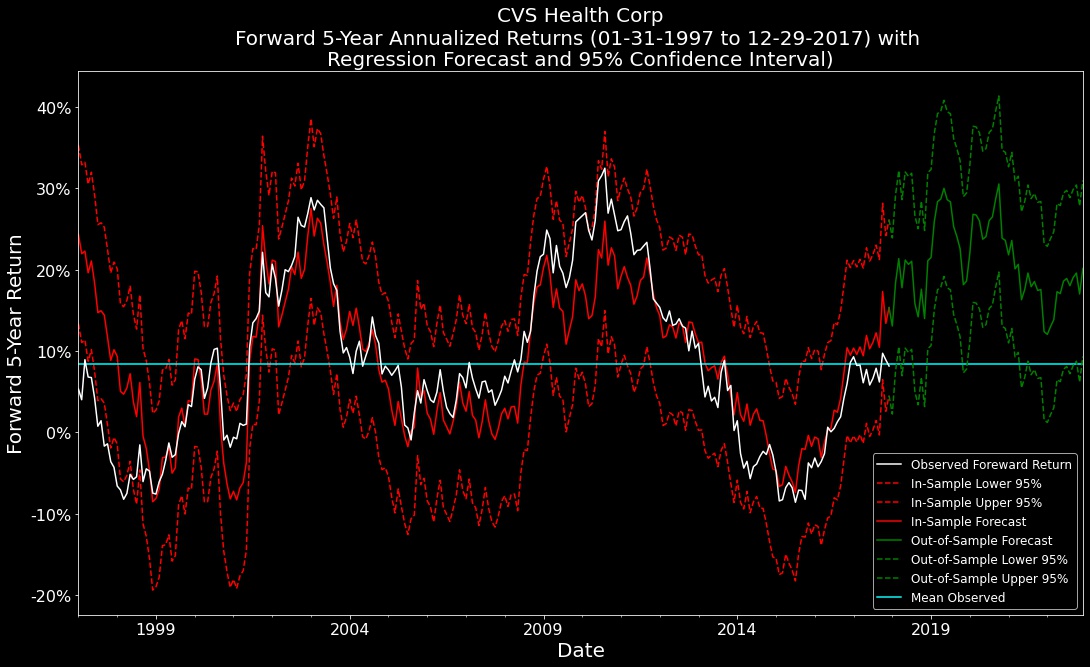 CVS Health Corp
Forward 5-Year Annualized Returns (01-31-1997 to 12-29-2017) with
Regression Forecast and 95% Confidence Interval)
Forward 5-Year Return
40%
30%
20%
10%
0%
-10%
-20%
Observed Foreward Return
In-Sample Lower 95%
In-Sample Upper 95%
In-Sample Forecast
Out-of-Sample Forecast
Out-of-Sample Lower 95%
Out-of-Sample Upper 95%
Mean Observed
1999 2004 2009 2014 2019
Date